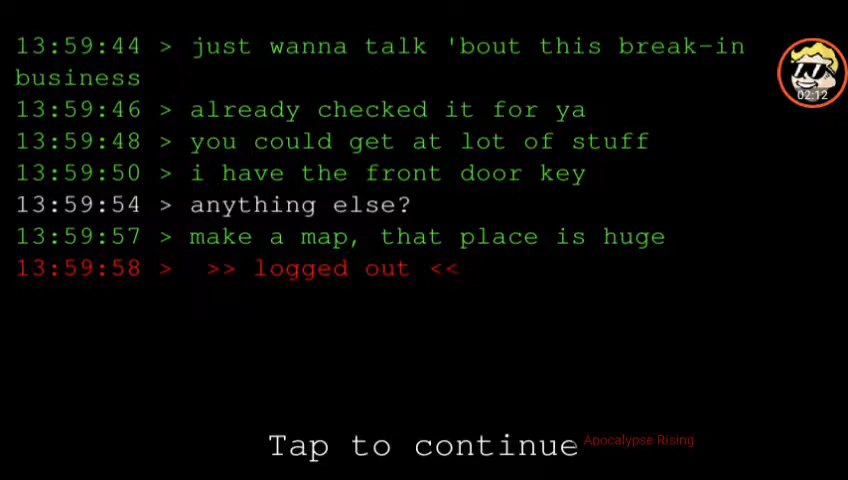 13:59:44 > just wanna talk 'bout this break-in
business
13:59:46 > already checked it for ya
13:59:48 > you could get at lot of stuff
13:59:50 > i have the front door key
13:59:54 > anything else?
13:59:57 > make a map, that place is huge
13:59:58 >  >> logged out <<
02:12
Tap to continue
Apocalypse Rising